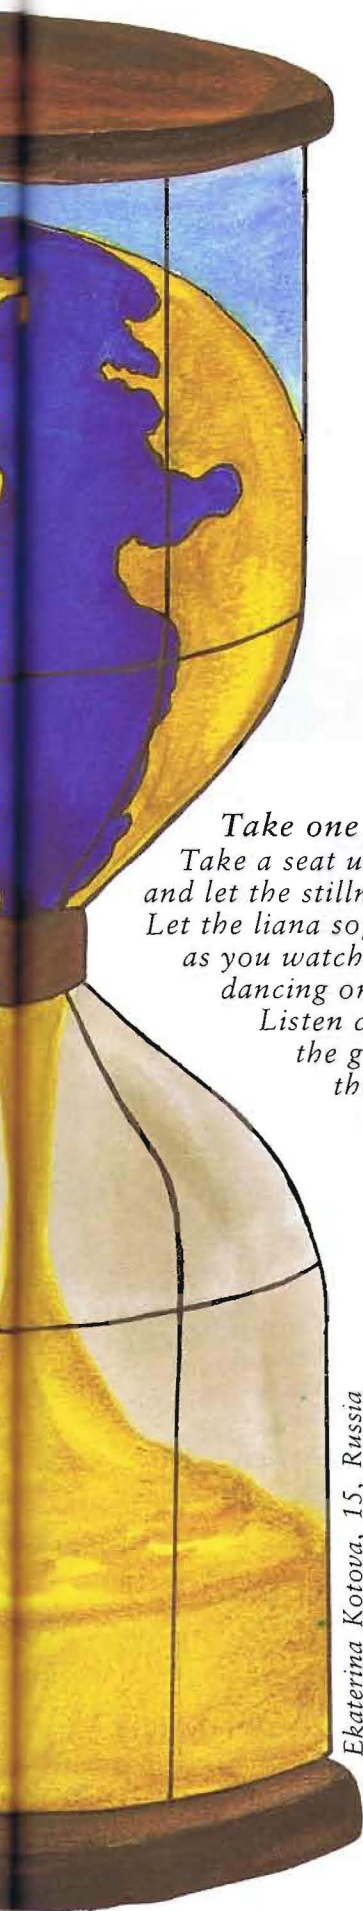 Take one
Take a seat u
and let the stilln
Let the liana so
as you watch
dancing on
Listen c
the g
th
Ekaterina Kotova, 15, Russia